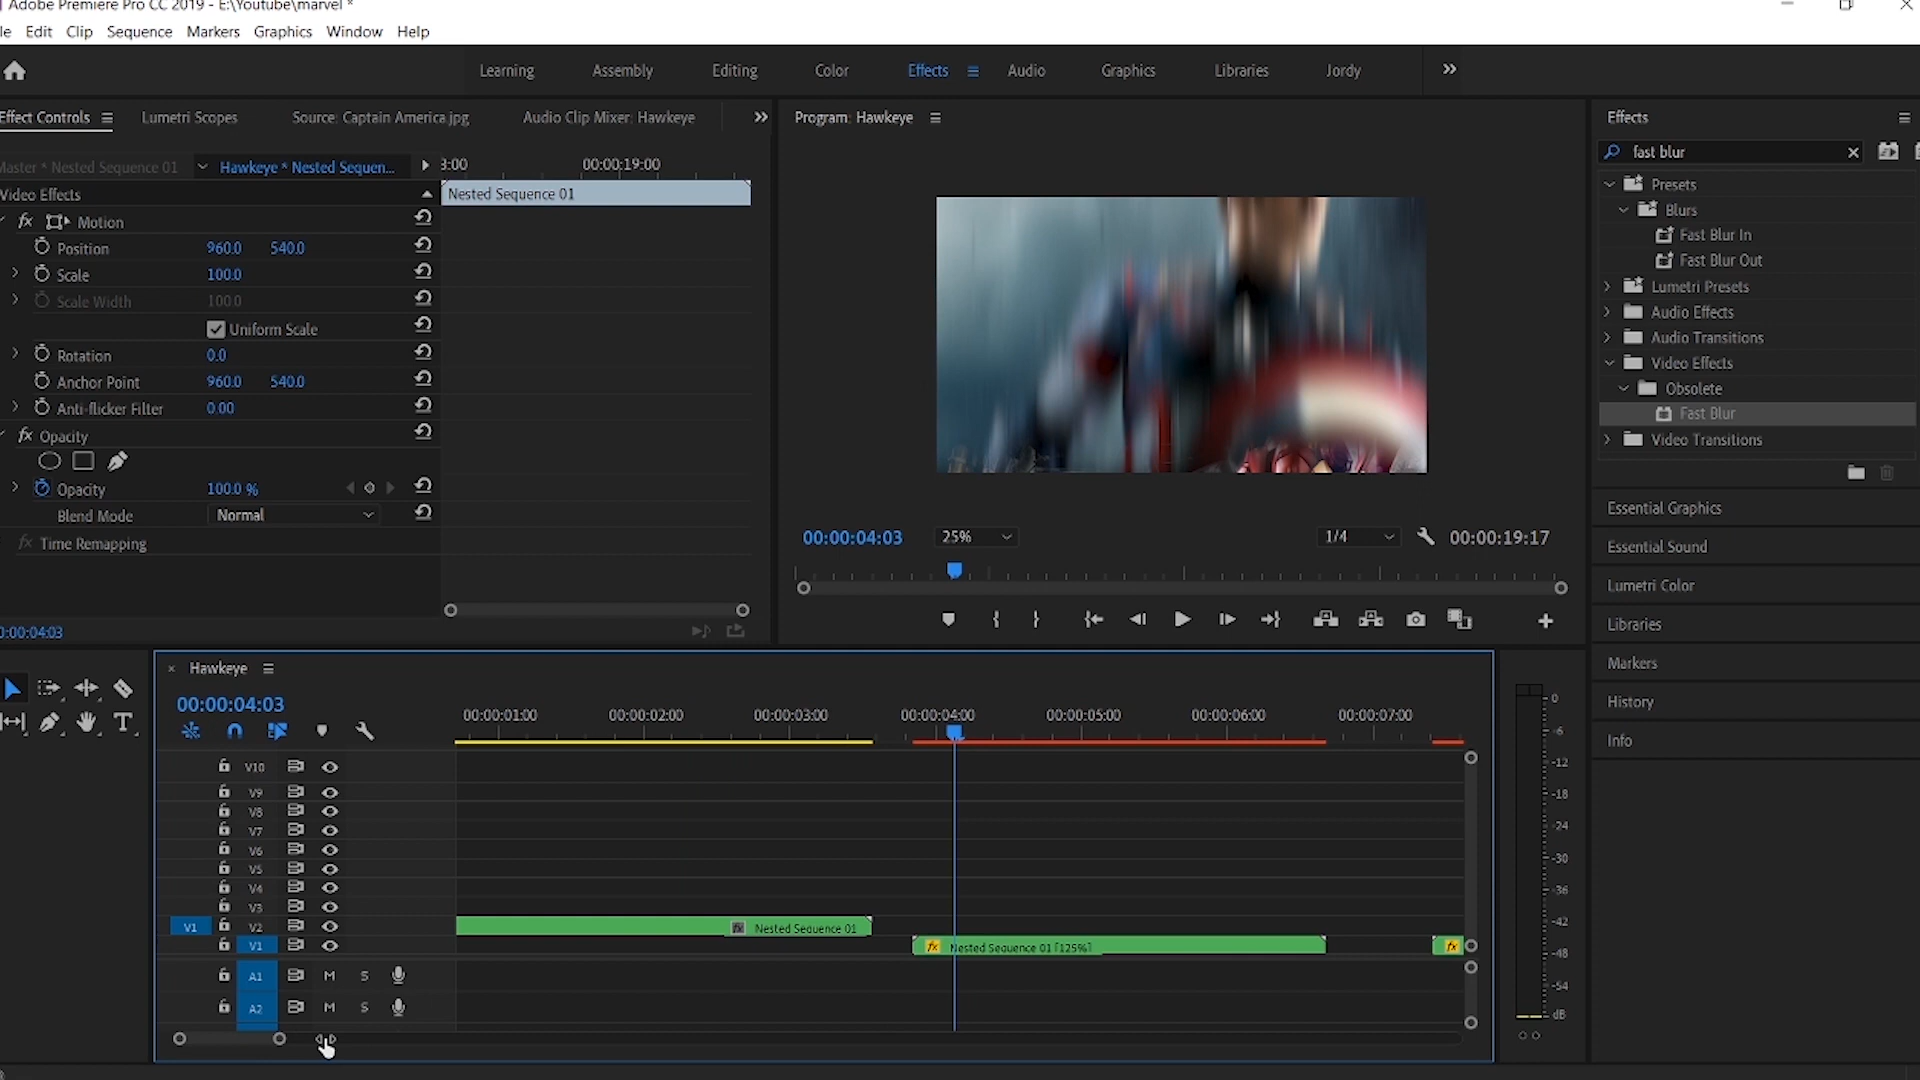 Adobe Premiere Pro CC 2019 - E:\Youtube\marvel *
le Edit Clip Sequence Markers Graphics Window Help
Learning Assembly Editing Color Effects Audio Graphics Libraries Jordy
Effect Controls Lumetri Scopes Source: Captain America.jpg Audio Clip Mixer: Hawkeye
Program: Hawkeye
Effects
fast blur
Master * Nested Sequence 01 Hawkeye * Nested Sequen... 3:00 00:00:19:00
Video Effects
Nested Sequence 01
fx Motion
Position 960.0 540.0
Scale 100.0
Scale Width 100.0
Uniform Scale
Rotation 0.0
Anchor Point 960.0 540.0
Anti-flicker Filter 0.00
fx Opacity
Opacity 100.0 %
Blend Mode Normal
fx Time Remapping
0:00:04:03
00:00:04:03 25% 1/4 00:00:19:17
Presets
Blurs
Fast Blur In
Fast Blur Out
Lumetri Presets
Audio Effects
Audio Transitions
Video Effects
Obsolete
Fast Blur
Video Transitions
Essential Graphics
Essential Sound
Lumetri Color
Libraries
Markers
History
Info
× Hawkeye
00:00:04:03
00:00:01:00 00:00:02:00 00:00:03:00 00:00:04:00 00:00:05:00 00:00:06:00 00:00:07:00
V10
V9
V8
V7
V6
V5
V4
V3
V1 V2 fx Nested Sequence 01
V1 fx Nested Sequence 01 [125%] fx
A1 M S
A2 M S
0
-6
-12
-18
-24
-30
-36
-42
-48
-54
dB